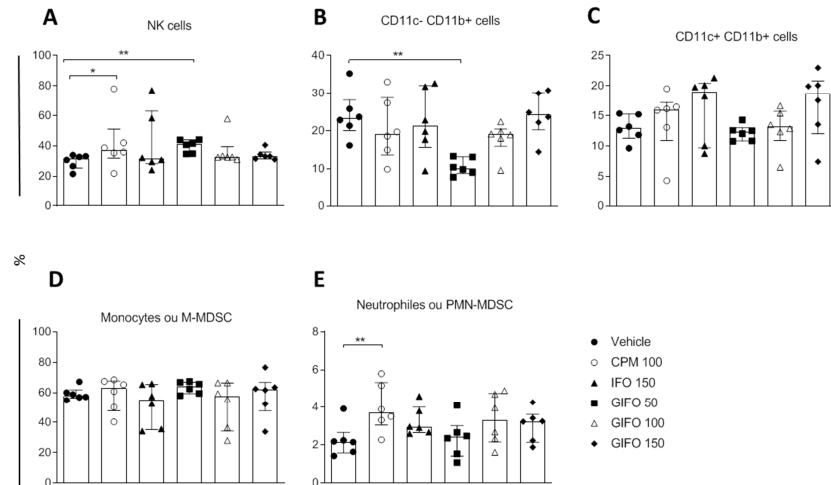 A
NK cells
100
80
60
40
20
0
*
**
B
CD11c- CD11b+ cells
40
30
20
10
0
**
C
CD11c+ CD11b+ cells
25
20
15
10
5
0
%
D
Monocytes ou M-MDSC
100
80
60
40
20
0
E
Neutrophiles ou PMN-MDSC
8
6
4
2
0
**
Vehicle
CPM 100
IFO 150
GIFO 50
GIFO 100
GIFO 150